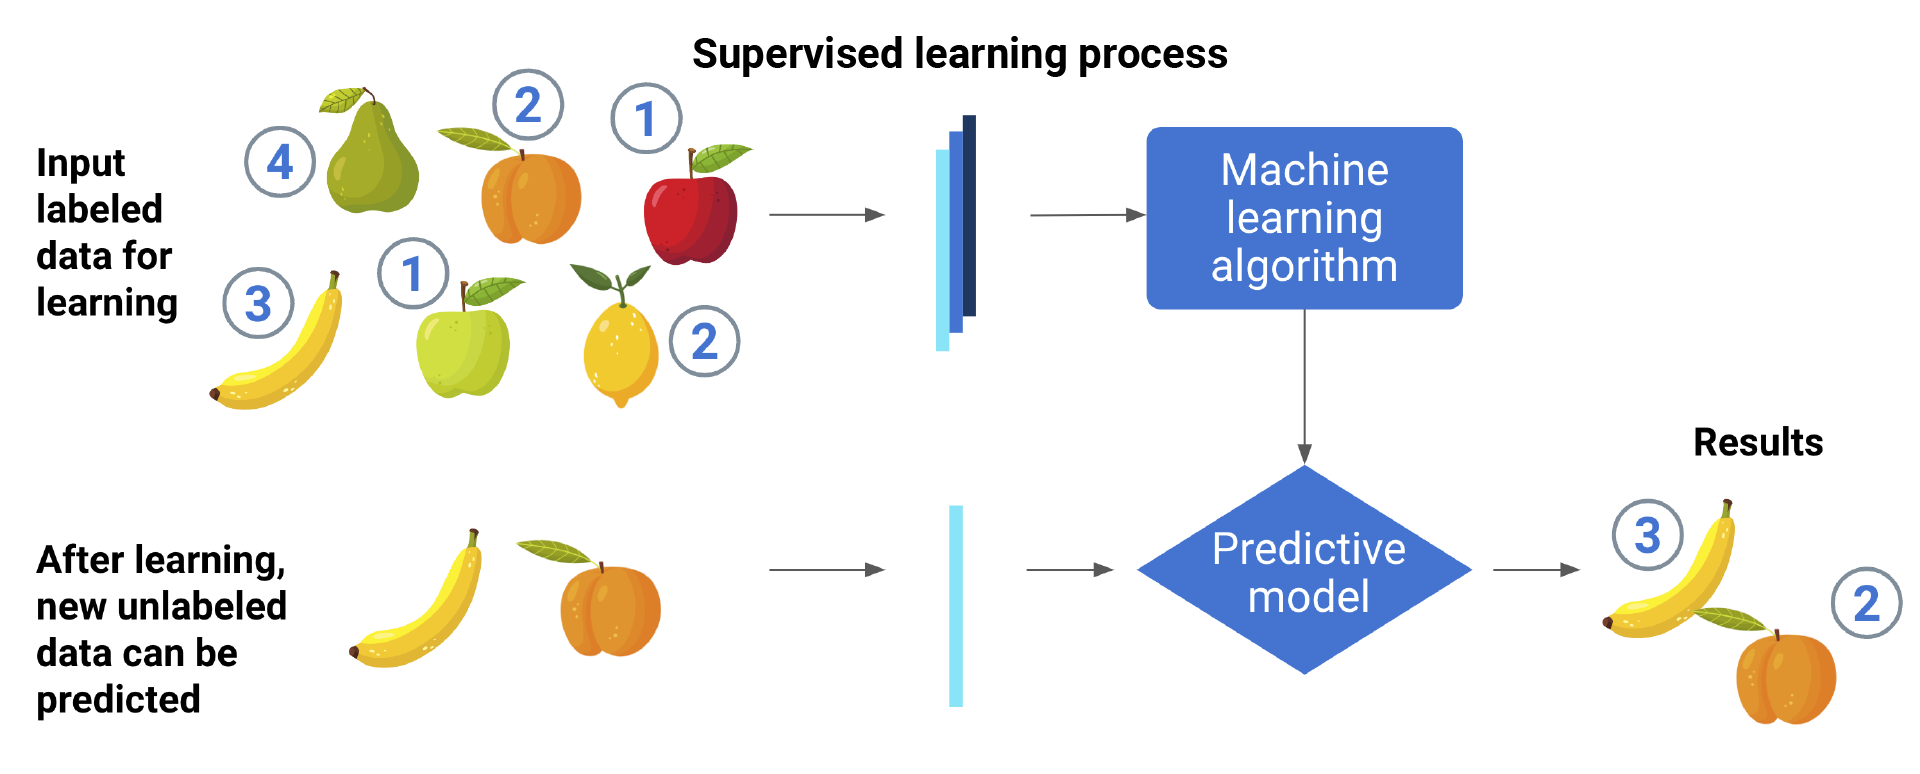 Supervised learning process
Input
labeled
data for
learning
4
2
1
3
1
2
Machine
learning
algorithm
After learning,
new unlabeled
data can be
predicted
Predictive
model
Results
3
2